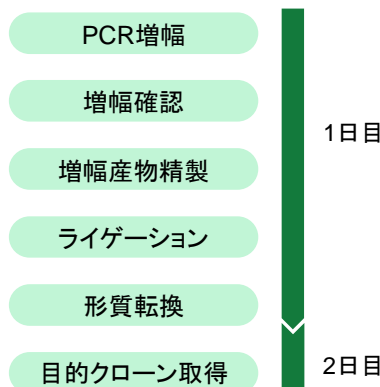 PCR増幅
増幅確認
1日目
増幅産物精製
ライゲーション
形質転換
目的クローン取得
2日目